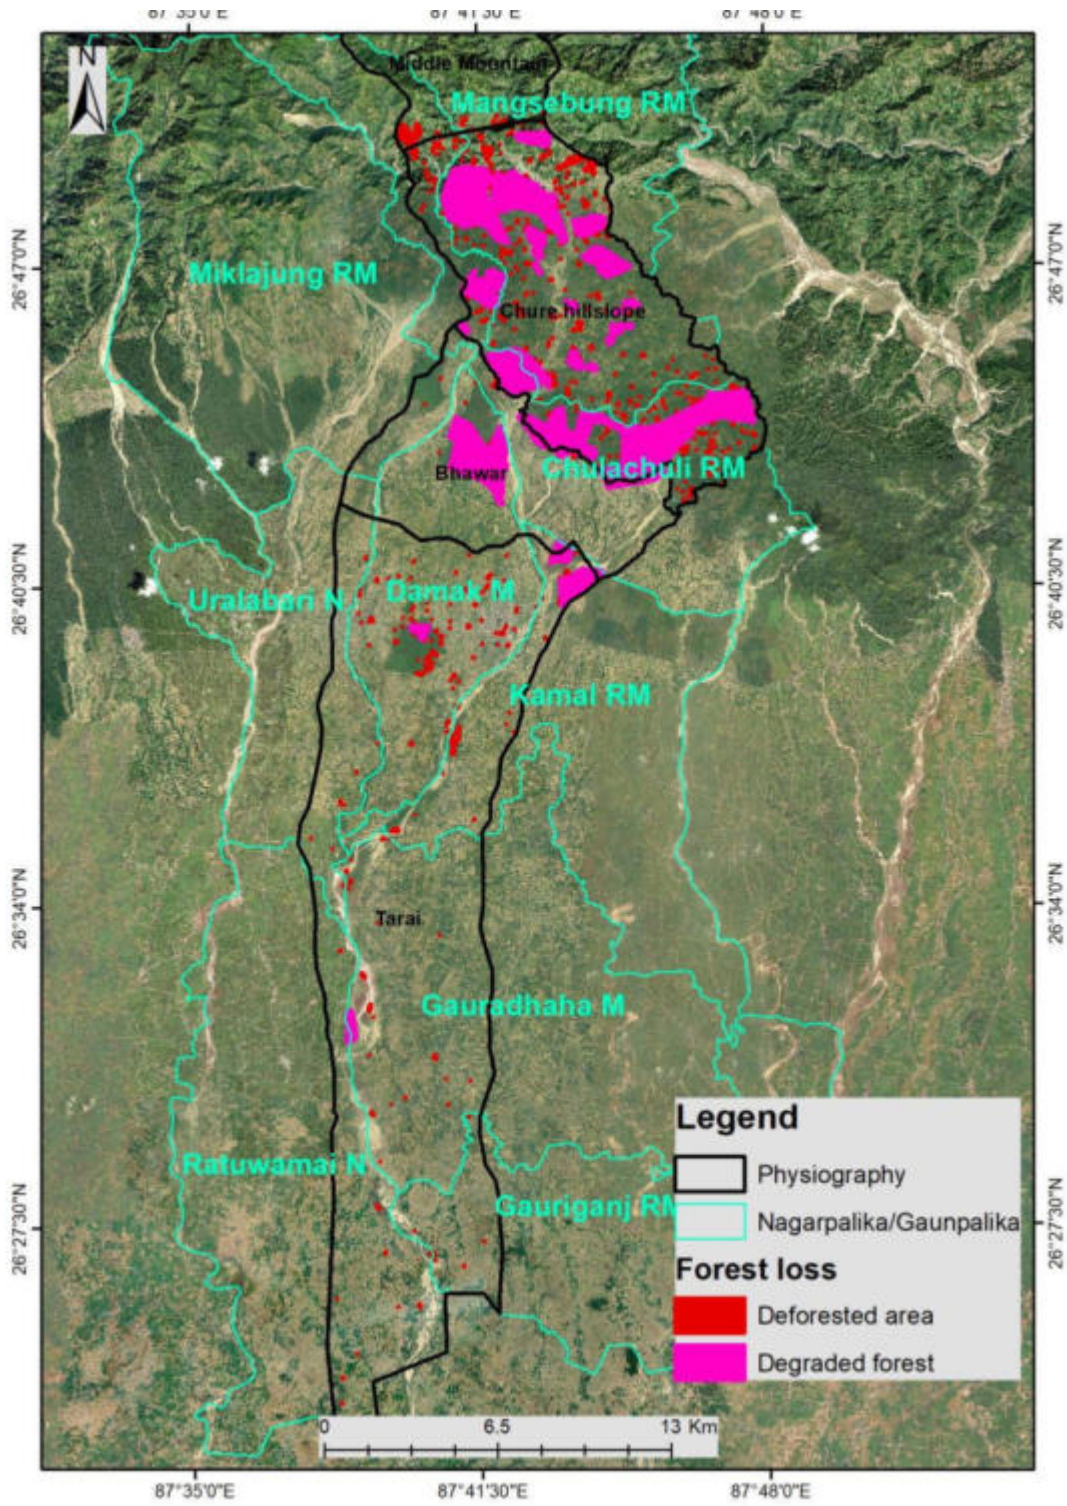 87°35'0"E 87°41'30"E 87°48'0"E
N
Middle Mountain
Mangsebung RM
26°47'0"N
26°47'0"N
Miklajung RM
Chure hillslope
Bhawar
Chulachuli RM
26°40'30"N
26°40'30"N
Uralabari N
Damak M
Kamal RM
26°34'0"N
26°34'0"N
Tarai
Gauradhaha M
Legend
Physiography
Nagarpalika/Gaunpalika
Forest loss
Deforested area
Degraded forest
Ratuwamai N
Gauriganj RM
26°27'30"N
26°27'30"N
0 6.5 13 Km
87°35'0"E 87°41'30"E 87°48'0"E